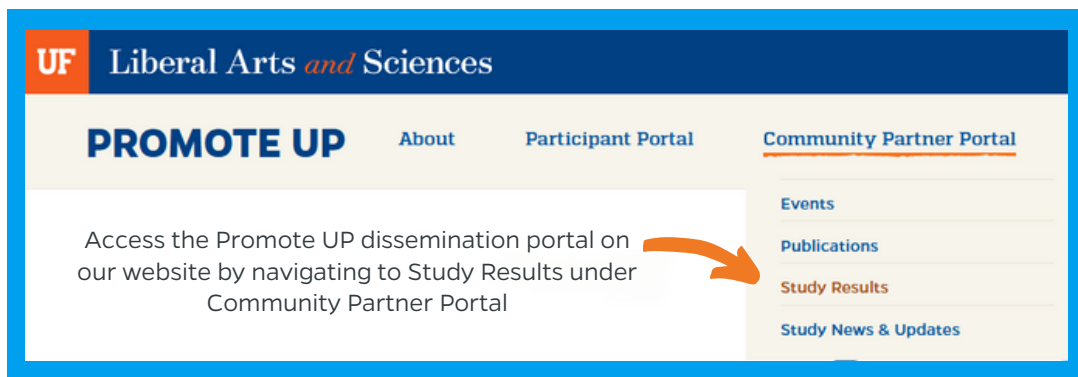 UF Liberal Arts and Sciences
PROMOTE UP About Participant Portal Community Partner Portal
Access the Promote UP dissemination portal on
our website by navigating to Study Results under
Community Partner Portal
Events
Publications
Study Results
Study News & Updates